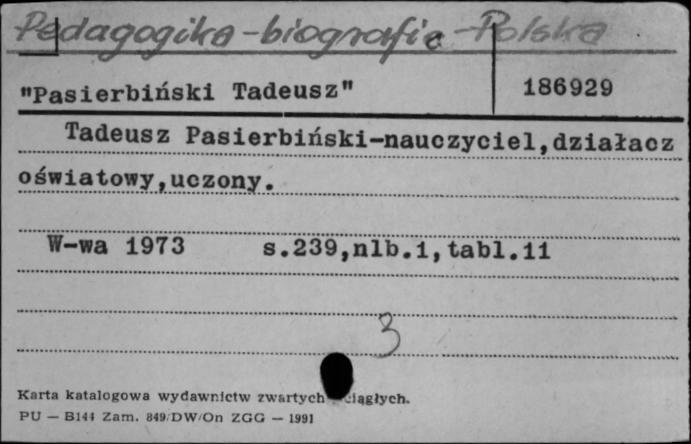 Pedagogika-biografie-Polska
"Pasierbiński Tadeusz" 186929
Tadeusz Pasierbiński-nauczyciel,działacz
oświatowy,uczony.
W-wa 1973 s.239,nlb.1,tabl.11
3
Karta katalogowa wydawnictw zwartych ciągłych.
PU — B144 Zam. 849/DW/On ZGG — 1991